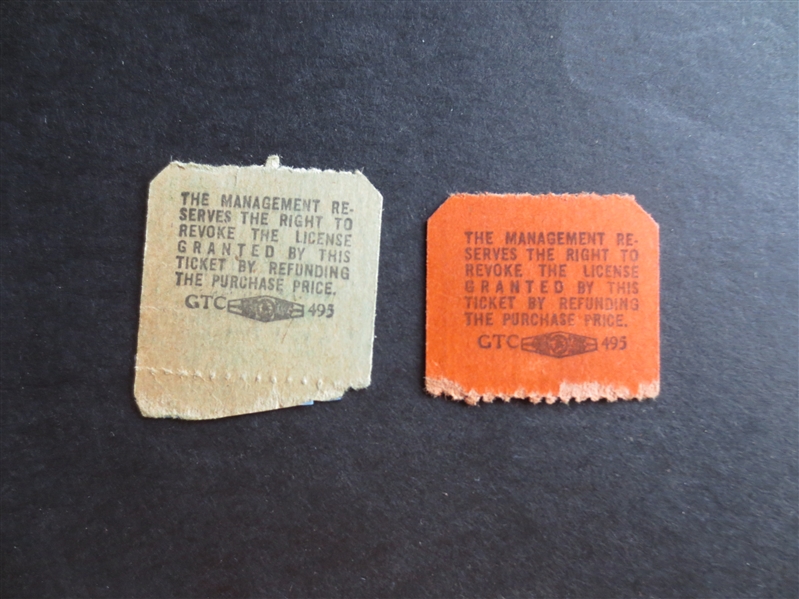 THE MANAGEMENT RE-
SERVES THE RIGHT TO
REVOKE THE LICENSE
GRANTED BY THIS
TICKET BY REFUNDING
THE PURCHASE PRICE.
GTC 495
THE MANAGEMENT RE-
SERVES THE RIGHT TO
REVOKE THE LICENSE
GRANTED BY THIS
TICKET BY REFUNDING
THE PURCHASE PRICE.
GTC 495